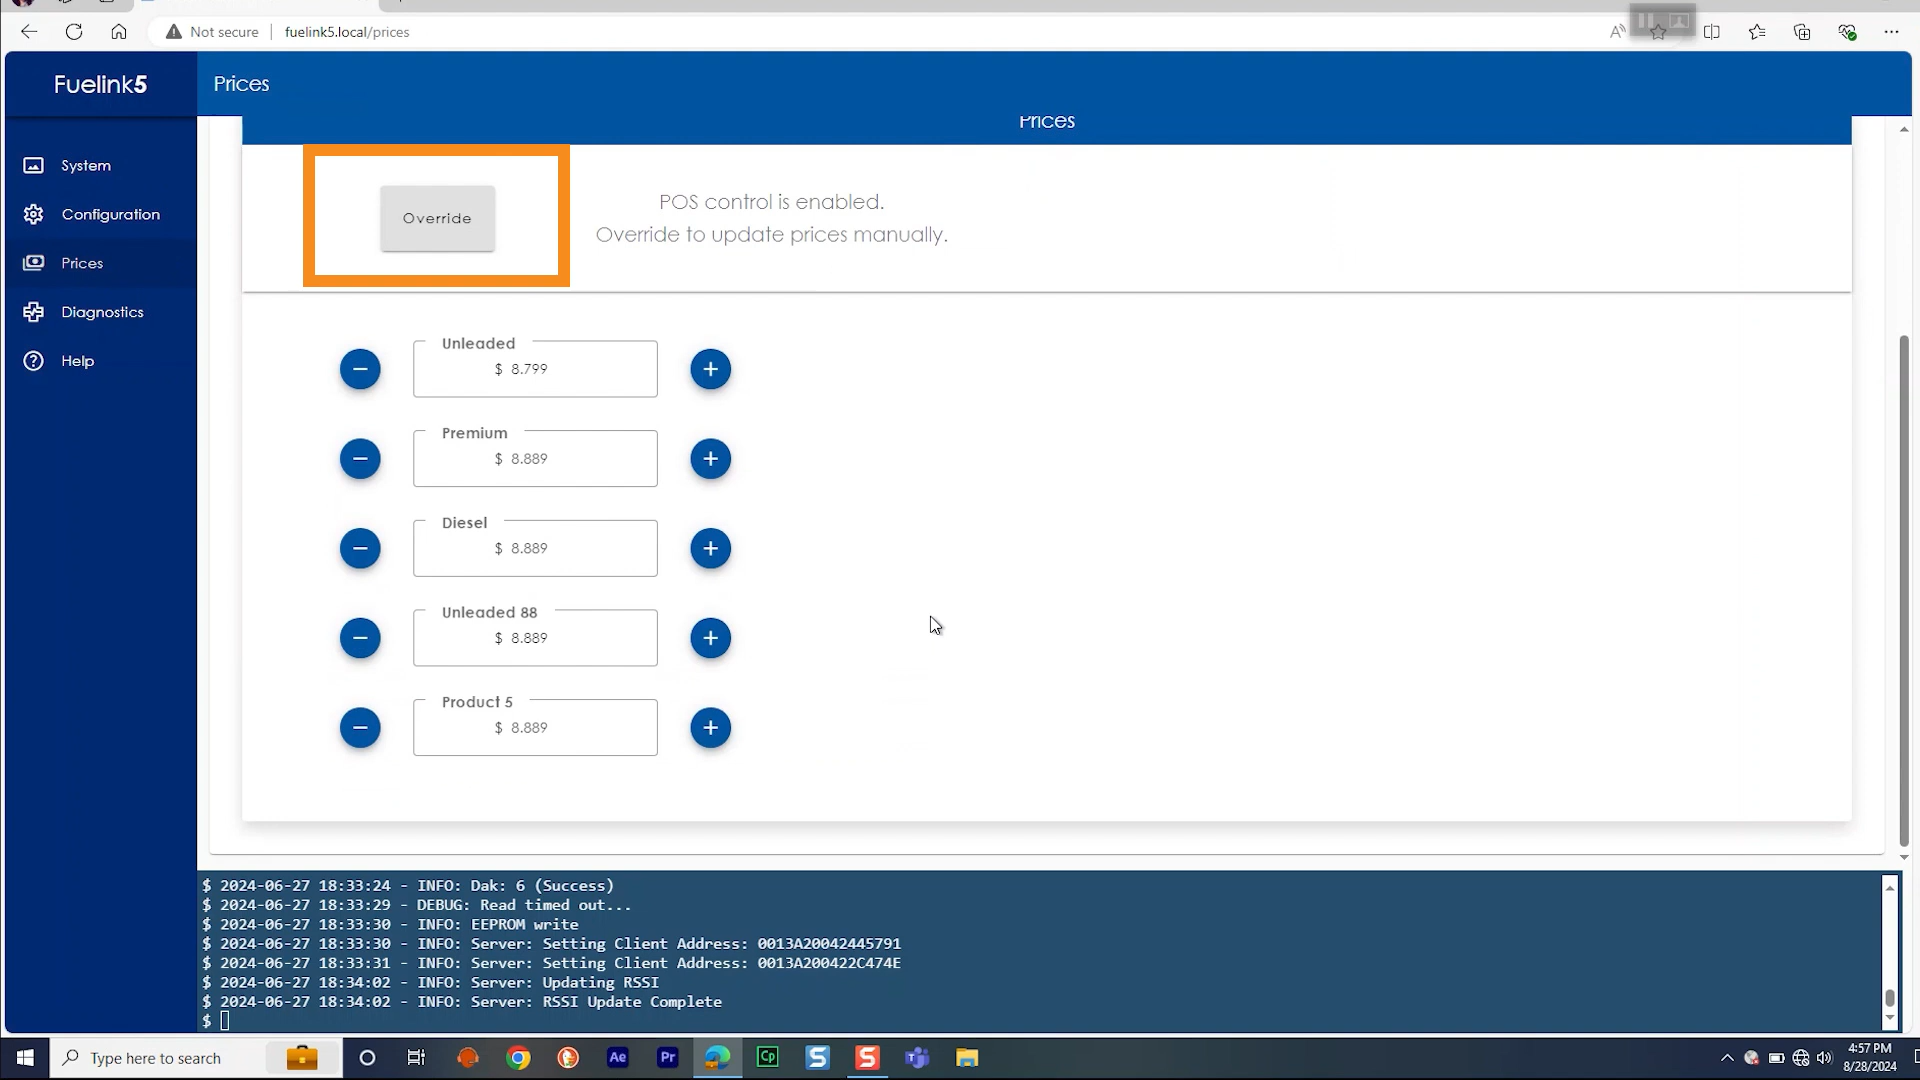 Not secure
fuelink5.local/prices
Fuelink5
Prices
System
Configuration
Prices
Diagnostics
Help
Prices
Override
POS control is enabled.
Override to update prices manually.
Unleaded
$ 8.799
Premium
$ 8.889
Diesel
$ 8.889
Unleaded 88
$ 8.889
Product 5
$ 8.889
$ 2024-06-27 18:33:24 - INFO: Dak: 6 (Success)
$ 2024-06-27 18:33:29 - DEBUG: Read timed out...
$ 2024-06-27 18:33:30 - INFO: EEPROM write
$ 2024-06-27 18:33:30 - INFO: Server: Setting Client Address: 0013A20042445791
$ 2024-06-27 18:33:31 - INFO: Server: Setting Client Address: 0013A200422C474E
$ 2024-06-27 18:34:02 - INFO: Server: Updating RSSI
$ 2024-06-27 18:34:02 - INFO: Server: RSSI Update Complete
$
Type here to search
Ae
Pr
Cp
S
S
4:57 PM
8/28/2024